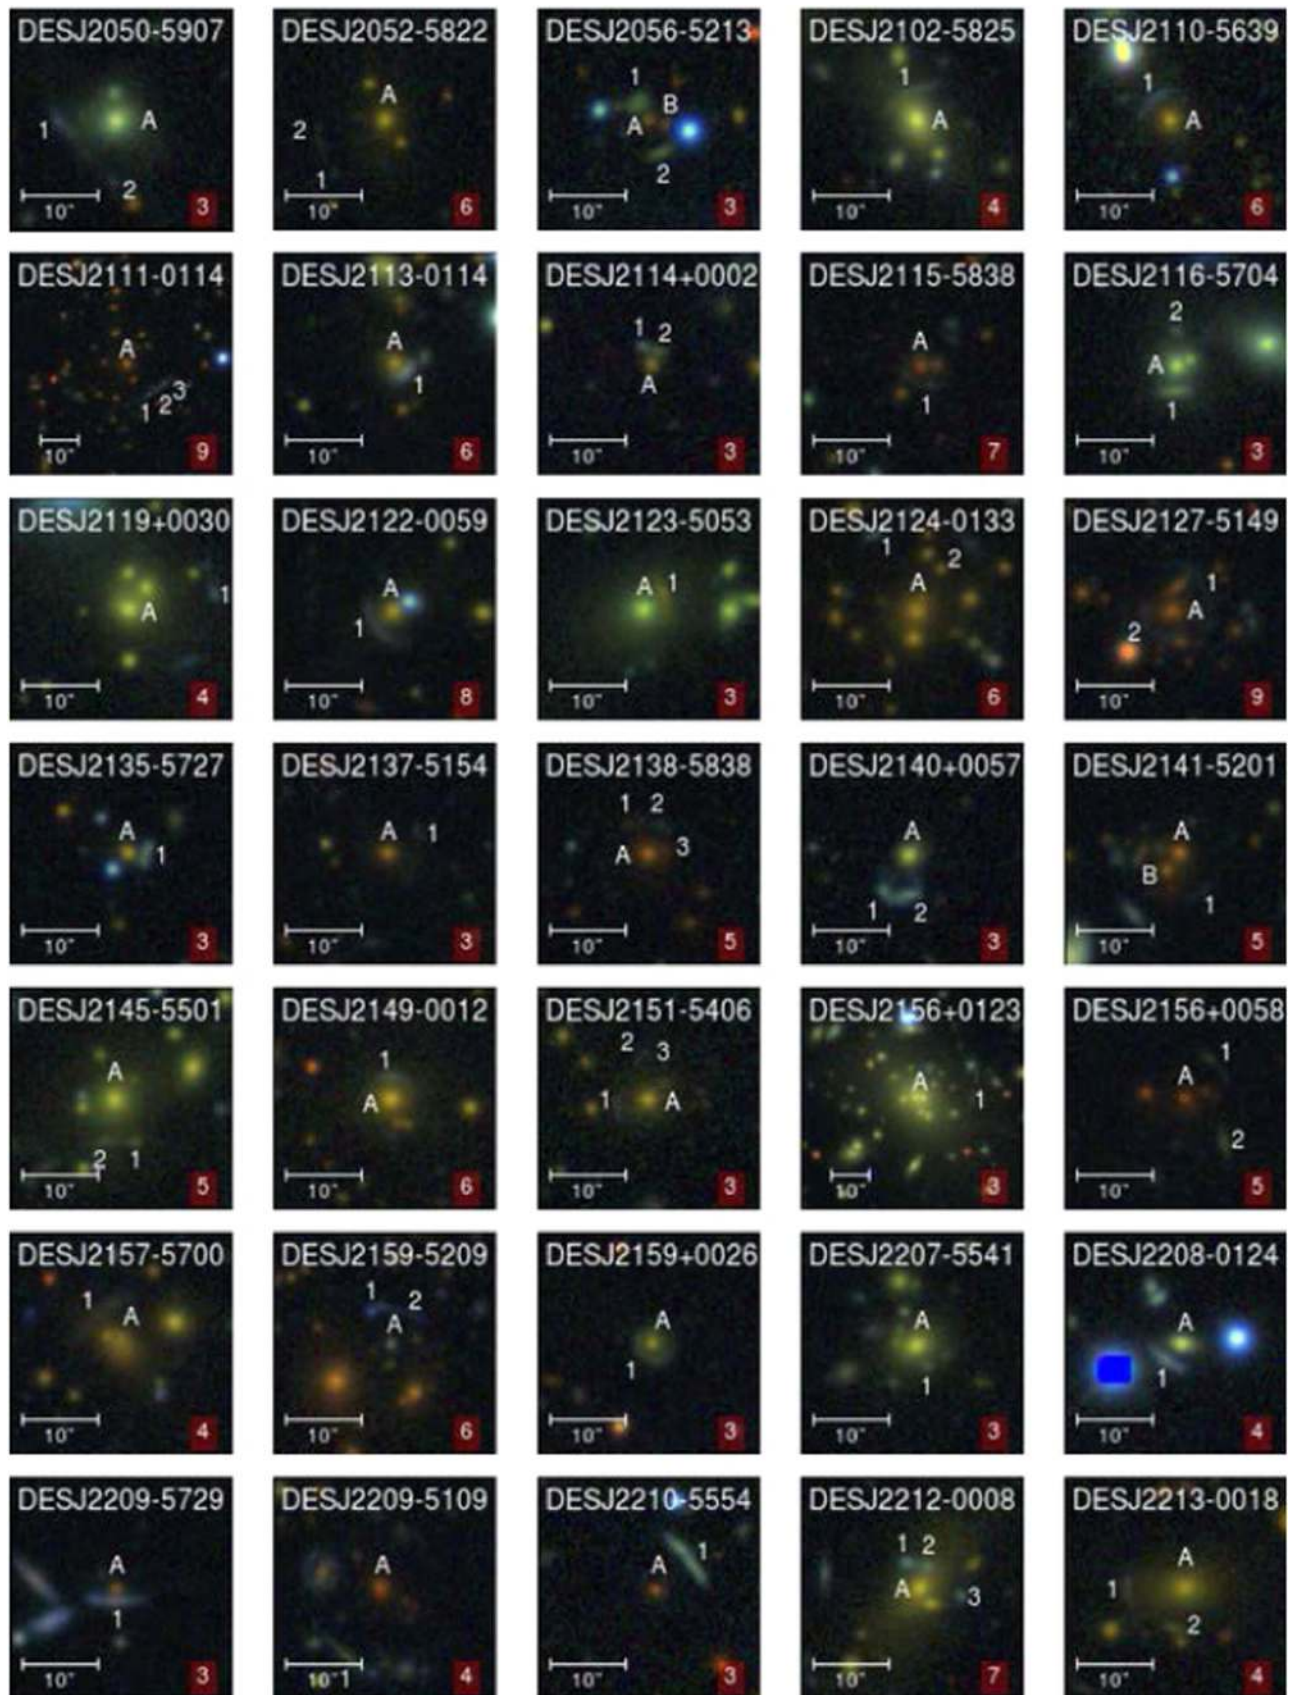 DESJ2050-5907 DESJ2052-5822 DESJ2056-5213 DESJ2102-5825 DESJ2110-5639
1 A 2 10" 3
A 2 1 10" 6
1 B A 2 10" 3
1 A 10" 4
1 A 10" 6
DESJ2111-0114 DESJ2113-0114 DESJ2114+0002 DESJ2115-5838 DESJ2116-5704
A 3 2 1 10" 9
A 1 10" 6
1 2 A 10" 3
A 1 10" 7
2 A 1 10" 3
DESJ2119+0030 DESJ2122-0059 DESJ2123-5053 DESJ2124-0133 DESJ2127-5149
1 A 10" 4
A 1 10" 8
A 1 10" 3
1 2 A 10" 6
1 A 2 10" 9
DESJ2135-5727 DESJ2137-5154 DESJ2138-5838 DESJ2140+0057 DESJ2141-5201
A 1 10" 3
A 1 10" 3
1 2 A 3 10" 5
A 1 2 10" 3
A B 1 10" 5
DESJ2145-5501 DESJ2149-0012 DESJ2151-5406 DESJ2156+0123 DESJ2156+0058
A 2 1 10" 5
1 A 10" 6
2 3 1 A 10" 3
A 1 10" 3
1 A 2 10" 5
DESJ2157-5700 DESJ2159-5209 DESJ2159+0026 DESJ2207-5541 DESJ2208-0124
1 A 10" 4
1 2 A 10" 6
A 1 10" 3
A 1 10" 3
A 1 10" 4
DESJ2209-5729 DESJ2209-5109 DESJ2210-5554 DESJ2212-0008 DESJ2213-0018
A 1 10" 3
A 10" 1 4
1 A 10" 3
1 2 A 3 10" 7
A 1 2 10" 4